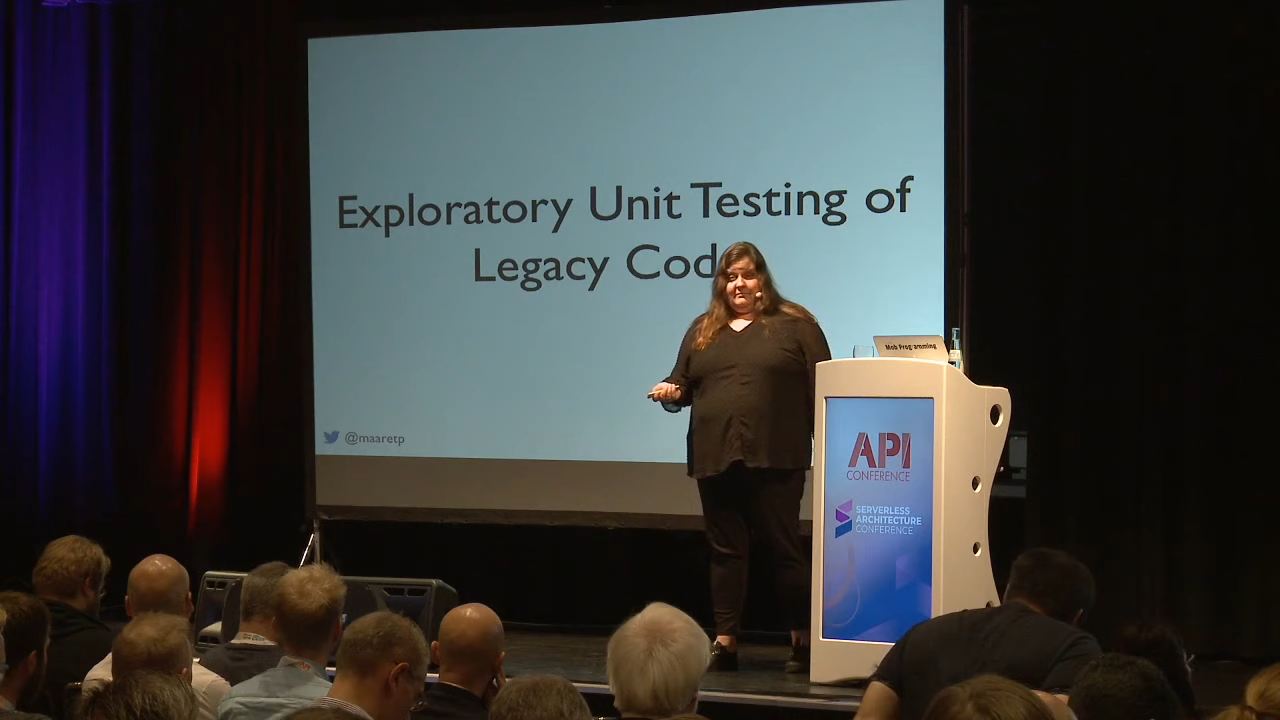 Exploratory Unit Testing of
Legacy Cod
@maaretp
Mob Programming
API
CONFERENCE
SERVERLESS
ARCHITECTURE
CONFERENCE